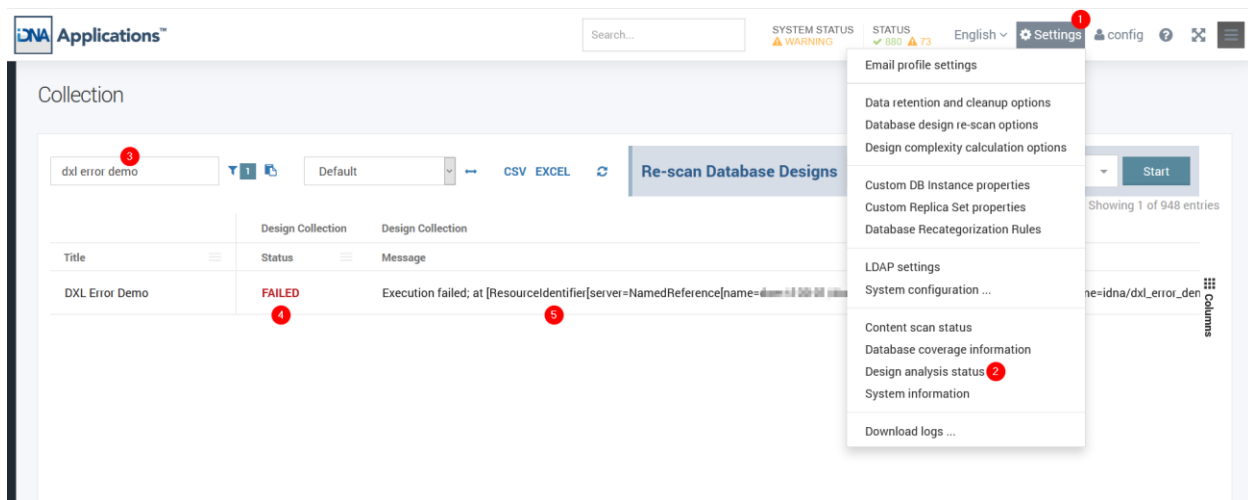 iDNA Applications™
Search...
SYSTEM STATUS
WARNING
STATUS
880 73
English
Settings
1
config
Email profile settings
Data retention and cleanup options
Database design re-scan options
Design complexity calculation options
Custom DB Instance properties
Custom Replica Set properties
Database Recategorization Rules
LDAP settings
System configuration ...
Content scan status
Database coverage information
Design analysis status 2
System information
Download logs ...
Collection
3
dxl error demo
1
Default
CSV EXCEL
Re-scan Database Designs
Start
Showing 1 of 948 entries
Design Collection Design Collection
Title Status Message
DXL Error Demo FAILED Execution failed; at [ResourceIdentifier[server=NamedReference[name= ne=idna/dxl_error_den
4 5
Columns